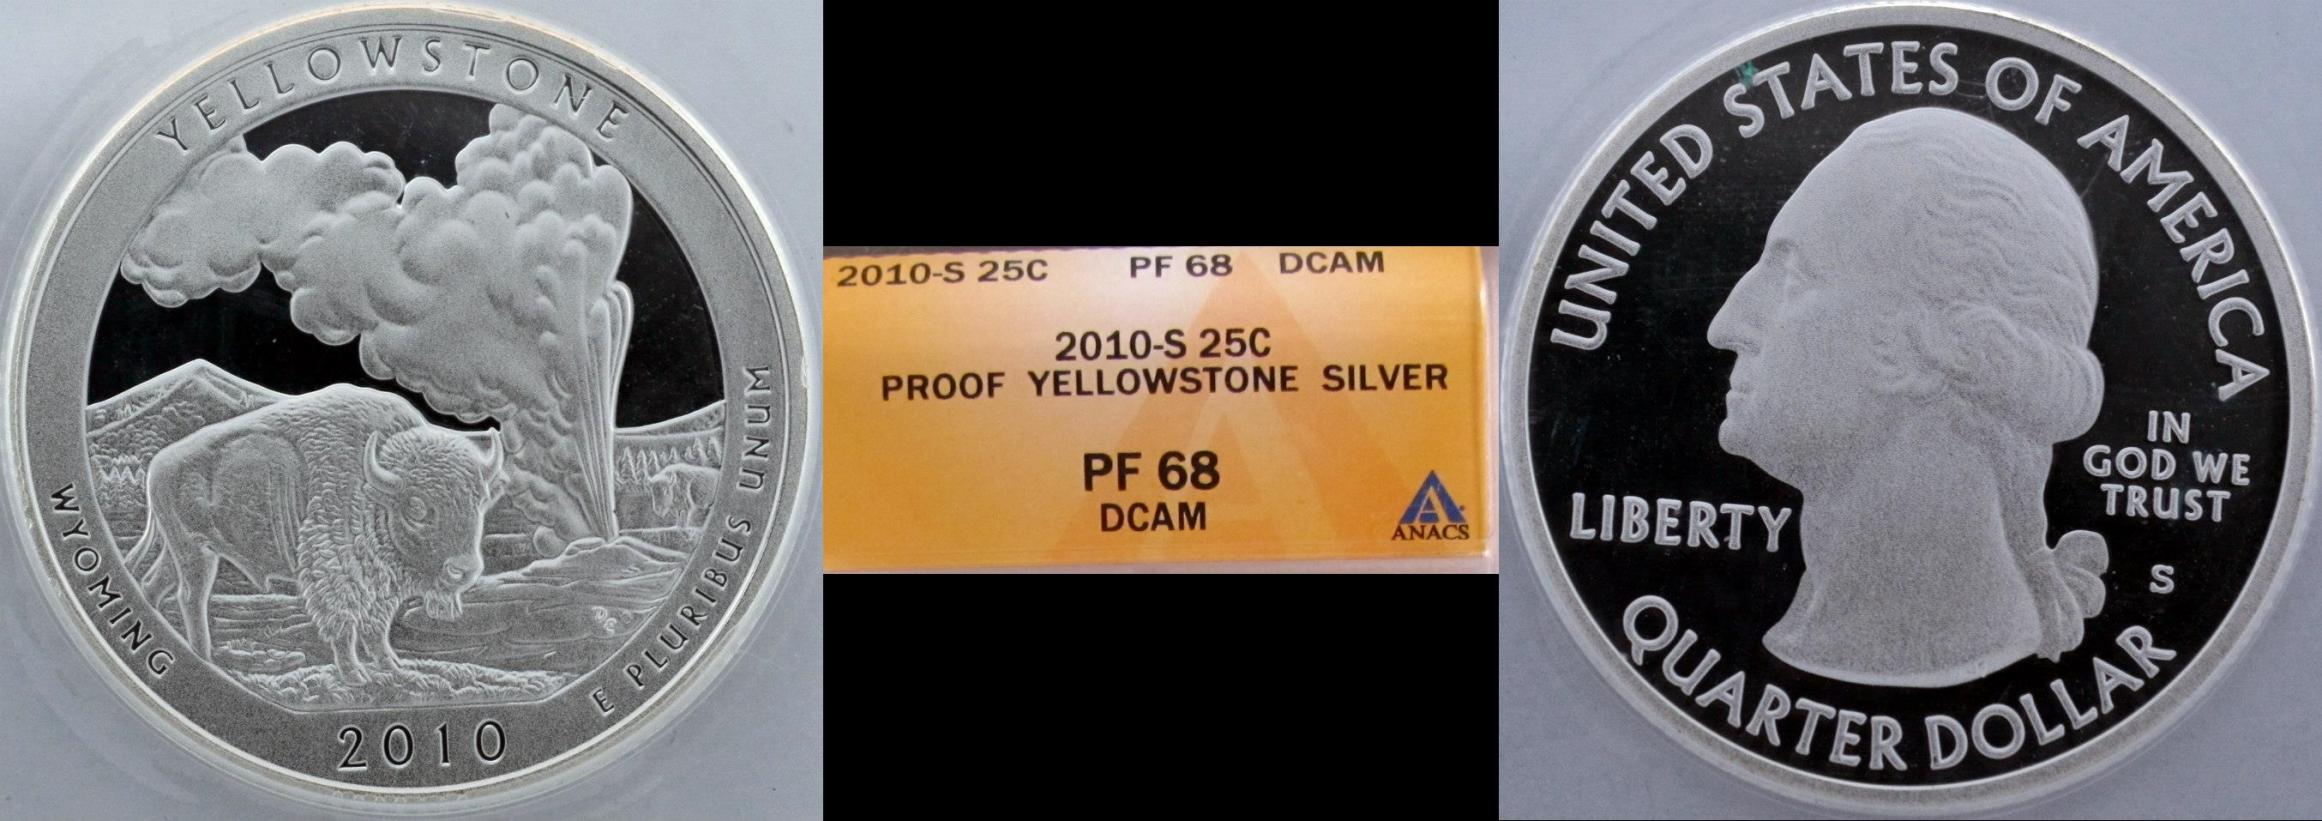 YELLOWSTONE
WYOMING
E PLURIBUS UNUM
2010
2010-S 25C PF 68 DCAM
2010-S 25C
PROOF YELLOWSTONE SILVER
PF 68
DCAM
ANACS
UNITED STATES OF AMERICA
IN
GOD WE
TRUST
LIBERTY
S
QUARTER DOLLAR